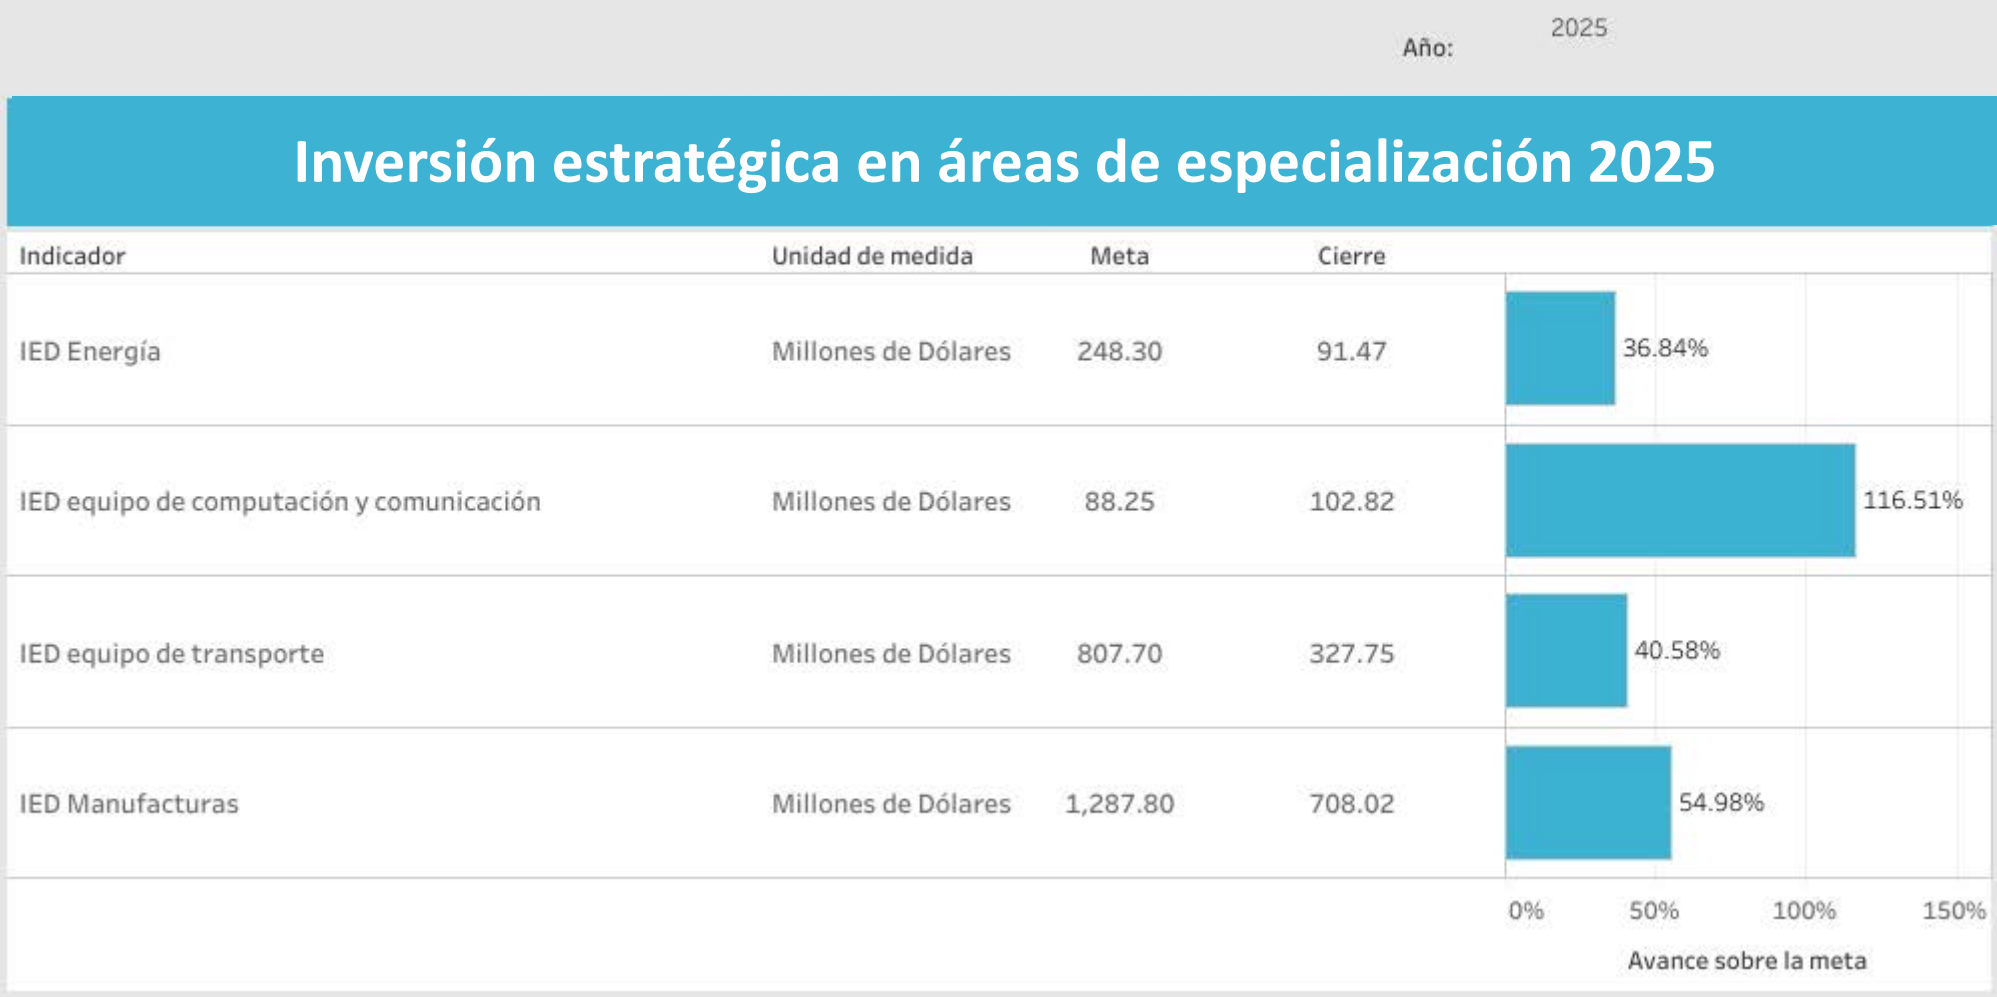 2025
Año:
Inversión estratégica en áreas de especialización 2025
Indicador Unidad de medida Meta Cierre
IED Energía Millones de Dólares 248.30 91.47 36.84%
IED equipo de computación y comunicación Millones de Dólares 88.25 102.82 116.51%
IED equipo de transporte Millones de Dólares 807.70 327.75 40.58%
IED Manufacturas Millones de Dólares 1,287.80 708.02 54.98%
0% 50% 100% 150%
Avance sobre la meta